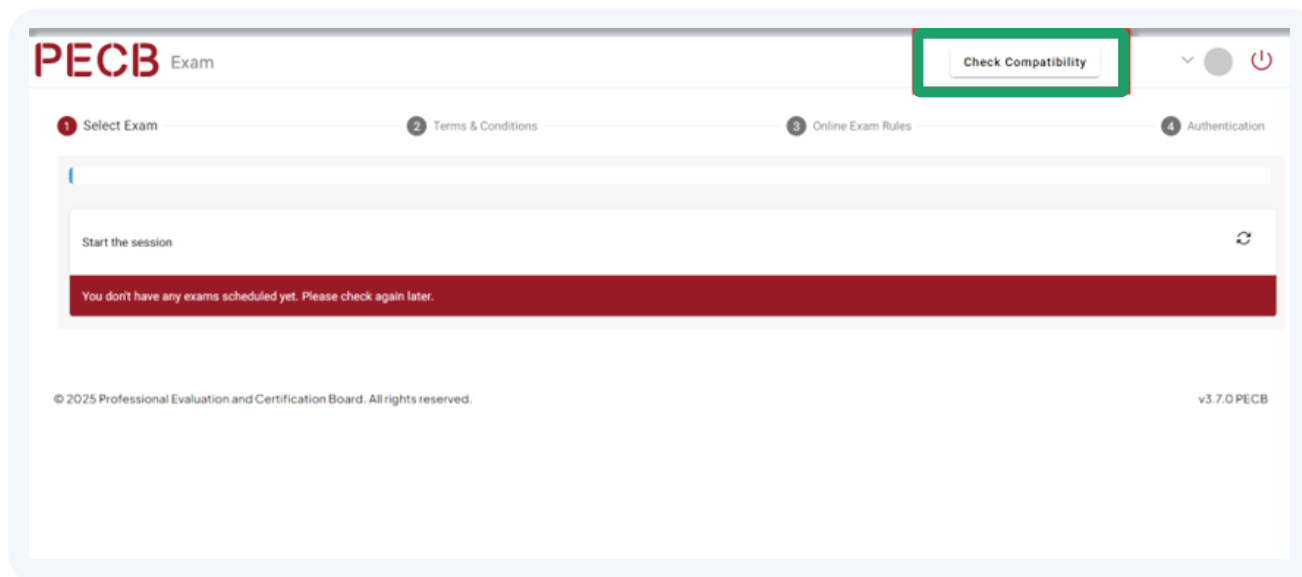 PECB Exam
Check Compatibility
1 Select Exam
2 Terms & Conditions
3 Online Exam Rules
4 Authentication
Start the session
You don't have any exams scheduled yet. Please check again later.
© 2025 Professional Evaluation and Certification Board. All rights reserved.
v3.7.0 PECB